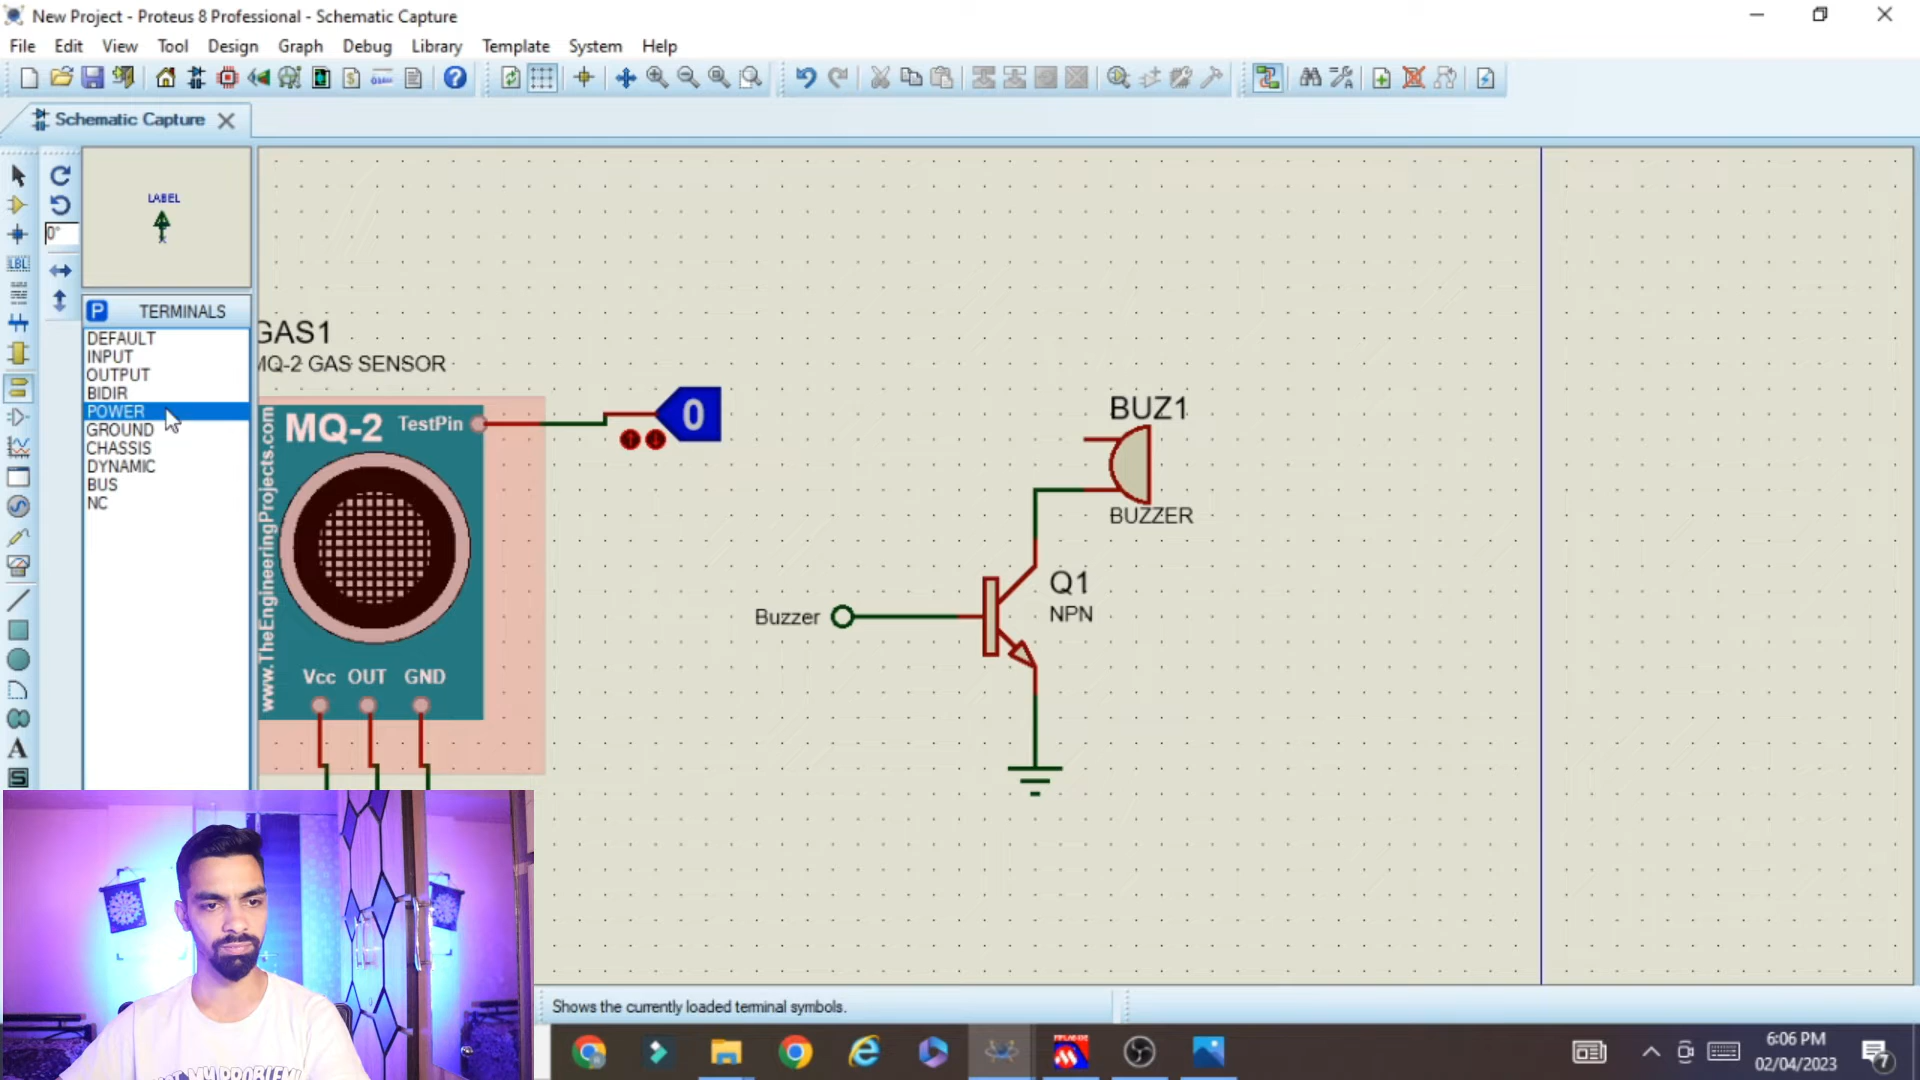 New Project - Proteus 8 Professional - Schematic Capture
File Edit View Tool Design Graph Debug Library Template System Help
Schematic Capture
LBL
0°
LABEL
P TERMINALS
DEFAULT
INPUT
OUTPUT
BIDIR
POWER
GROUND
CHASSIS
DYNAMIC
BUS
NC
A
S
GAS1
MQ-2 GAS SENSOR
MQ-2 TestPin
0
www.TheEngineeringProjects.com
Vcc OUT GND
BUZ1
BUZZER
Q1
NPN
Buzzer
Shows the currently loaded terminal symbols.
6:06 PM
02/04/2023
7